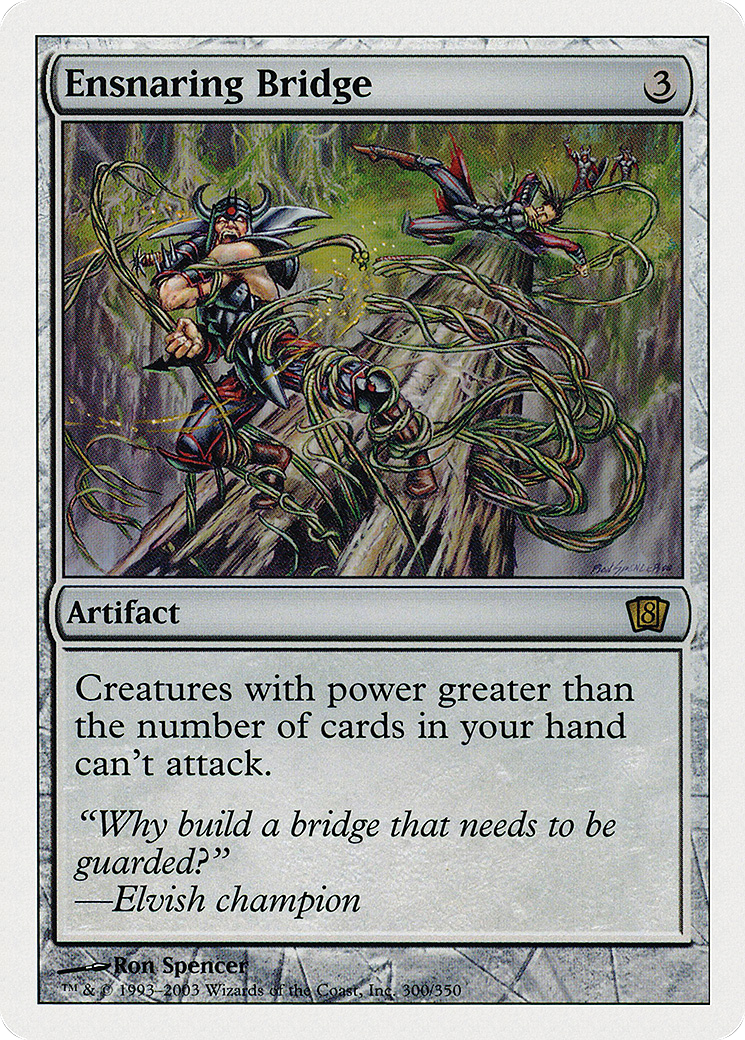 Ensnaring Bridge 3
Artifact 8
Creatures with power greater than
the number of cards in your hand
can't attack.
“Why build a bridge that needs to be
guarded?”
—Elvish champion
Ron Spencer
™ & © 1993–2003 Wizards of the Coast, Inc. 300/350